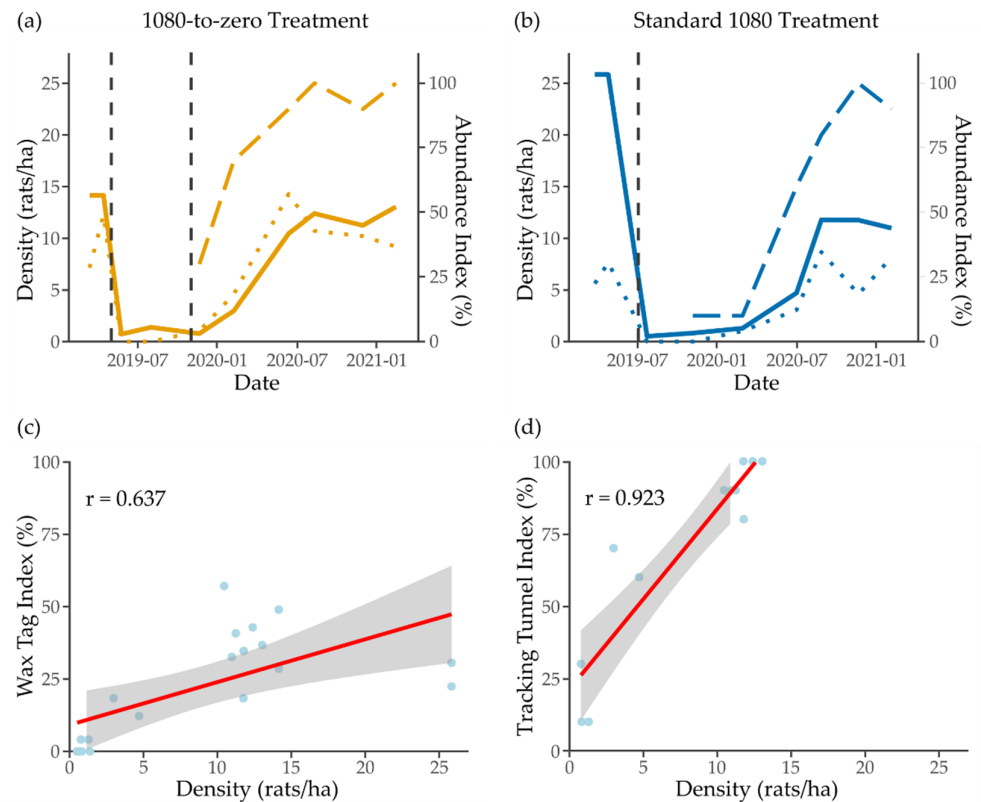 (a) 1080-to-zero Treatment
Density (rats/ha)
25
20
15
10
5
0
100
75
50
25
0
Abundance Index (%)
2019-07 2020-01 2020-07 2021-01
Date
(b) Standard 1080 Treatment
Density (rats/ha)
25
20
15
10
5
0
100
75
50
25
0
Abundance Index (%)
2019-07 2020-01 2020-07 2021-01
Date
(c)
Wax Tag Index (%)
100
75
50
25
0
r = 0.637
0 5 10 15 20 25
Density (rats/ha)
(d)
Tracking Tunnel Index (%)
100
75
50
25
0
r = 0.923
0 5 10 15 20 25
Density (rats/ha)